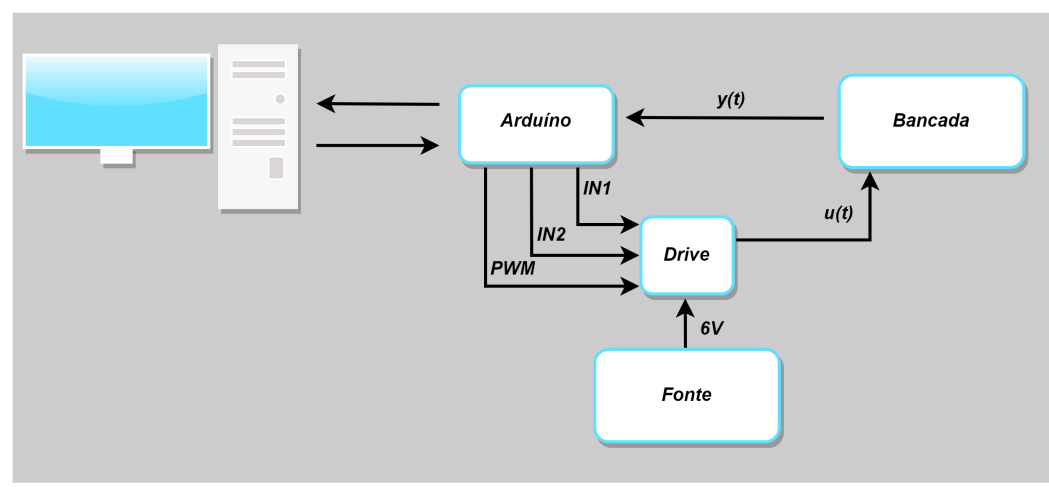 y(t)
Arduíno
Bancada
IN1
u(t)
IN2
Drive
PWM
6V
Fonte